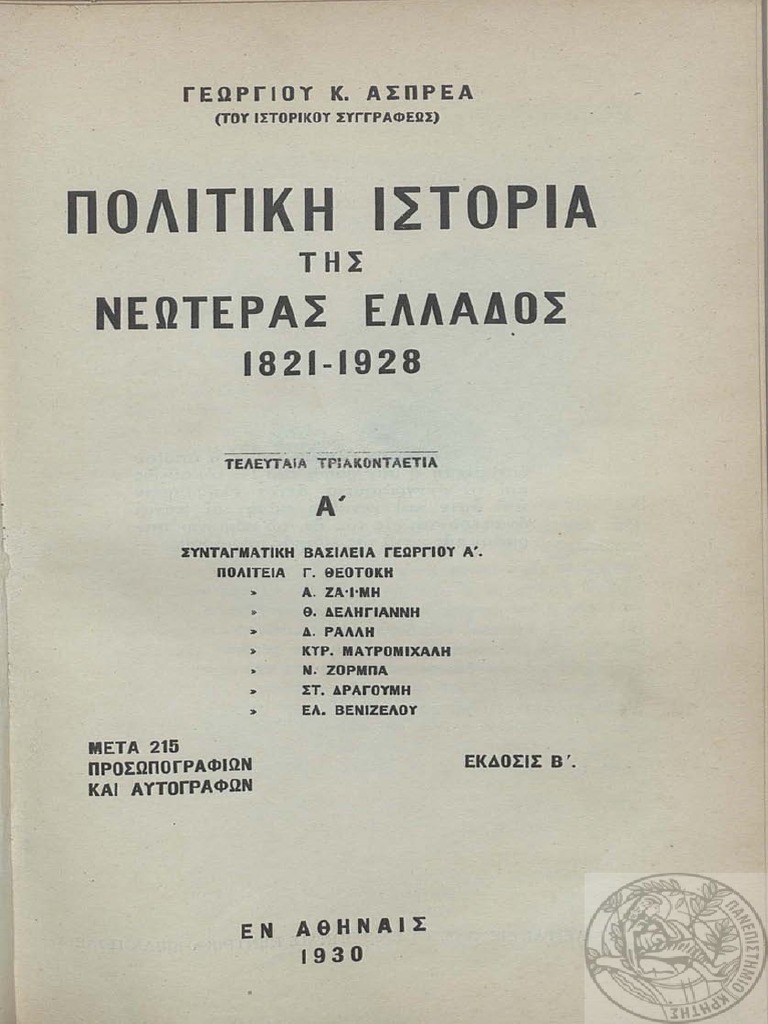 ΓΕΩΡΓΙΟΥ Κ. ΑΣΠΡΕΑ
(ΤΟΥ ΙΣΤΟΡΙΚΟΥ ΣΥΓΓΡΑΦΕΩΣ)
ΠΟΛΙΤΙΚΗ ΙΣΤΟΡΙΑ
ΤΗΣ
ΝΕΩΤΕΡΑΣ ΕΛΛΑΔΟΣ
1821-1928
ΤΕΛΕΥΤΑΙΑ ΤΡΙΑΚΟΝΤΑΕΤΙΑ
Α΄
ΣΥΝΤΑΓΜΑΤΙΚΗ ΒΑΣΙΛΕΙΑ ΓΕΩΡΓΙΟΥ Α΄.
ΠΟΛΙΤΕΙΑ Γ. ΘΕΟΤΟΚΗ
» Α. ΖΑ·Ι·ΜΗ
» Θ. ΔΕΛΗΓΙΑΝΝΗ
» Δ. ΡΑΛΛΗ
» ΚΥΡ. ΜΑΥΡΟΜΙΧΑΛΗ
» Ν. ΖΟΡΜΠΑ
» ΣΤ. ΔΡΑΓΟΥΜΗ
» ΕΛ. ΒΕΝΙΖΕΛΟΥ
ΜΕΤΑ 215
ΠΡΟΣΩΠΟΓΡΑΦΙΩΝ
ΚΑΙ ΑΥΤΟΓΡΑΦΩΝ
ΕΚΔΟΣΙΣ Β΄.
ΕΝ ΑΘΗΝΑΙΣ
1930
ΠΑΝΕΠΙΣΤΗΜΙΟ ΚΡΗΤΗΣ